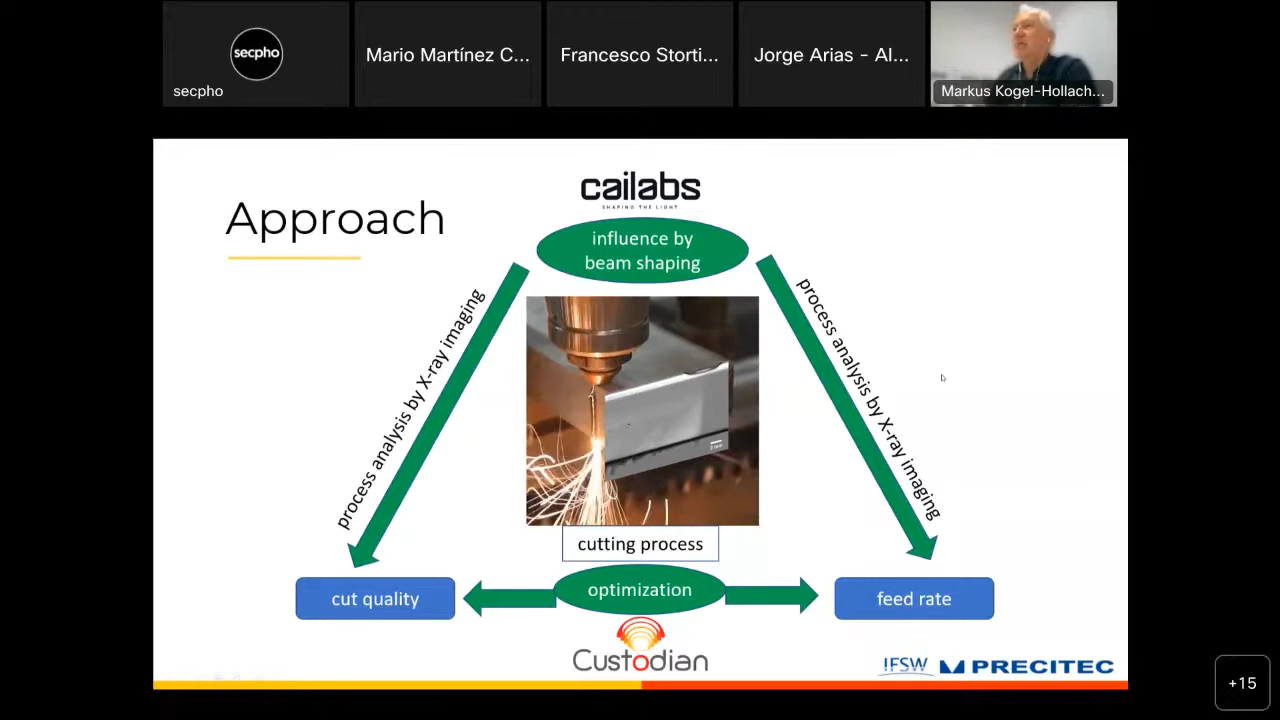 secpho
secpho
Mario Martínez C...
Francesco Storti...
Jorge Arias - Al...
Markus Kogel-Hollach...
cailabs
SHAPING THE LIGHT
Approach
influence by
beam shaping
process analysis by X-ray imaging
process analysis by X-ray imaging
cutting process
cut quality
optimization
feed rate
Custodian
IFSW
PRECITEC
+15